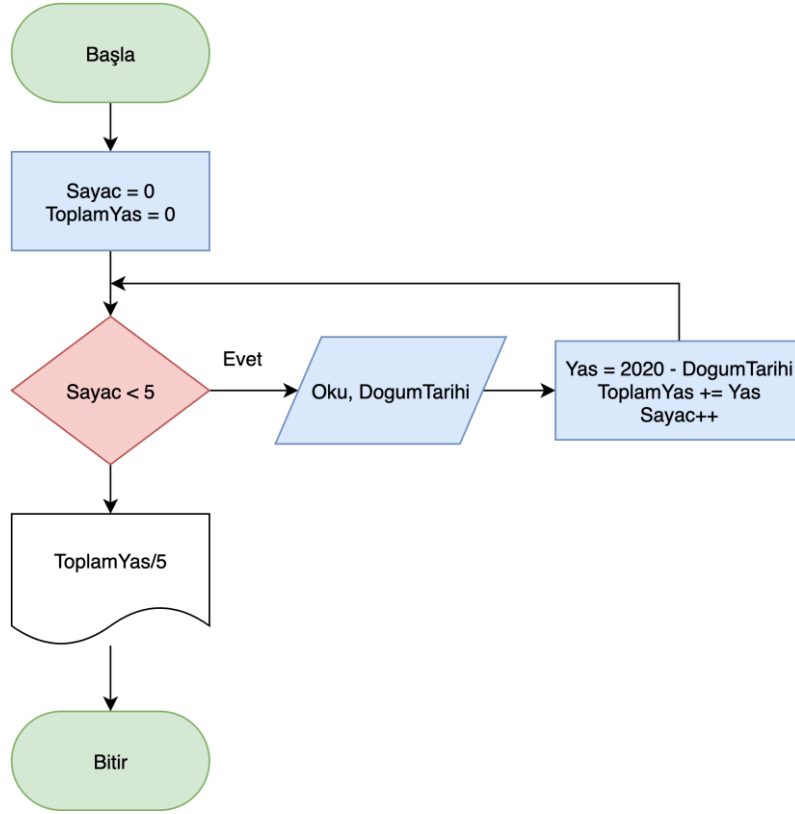 Başla
Sayac = 0
ToplamYas = 0
Sayac < 5
Evet
Oku, DogumTarihi
Yas = 2020 - DogumTarihi
ToplamYas += Yas
Sayac++
ToplamYas/5
Bitir